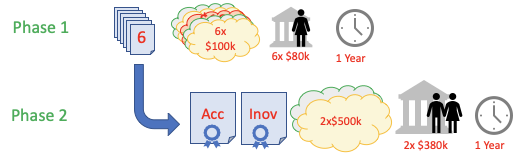 Phase 1
6
6x
$100k
6x $80k
1 Year
Phase 2
Acc
Inov
2x$500k
2x $380k
1 Year